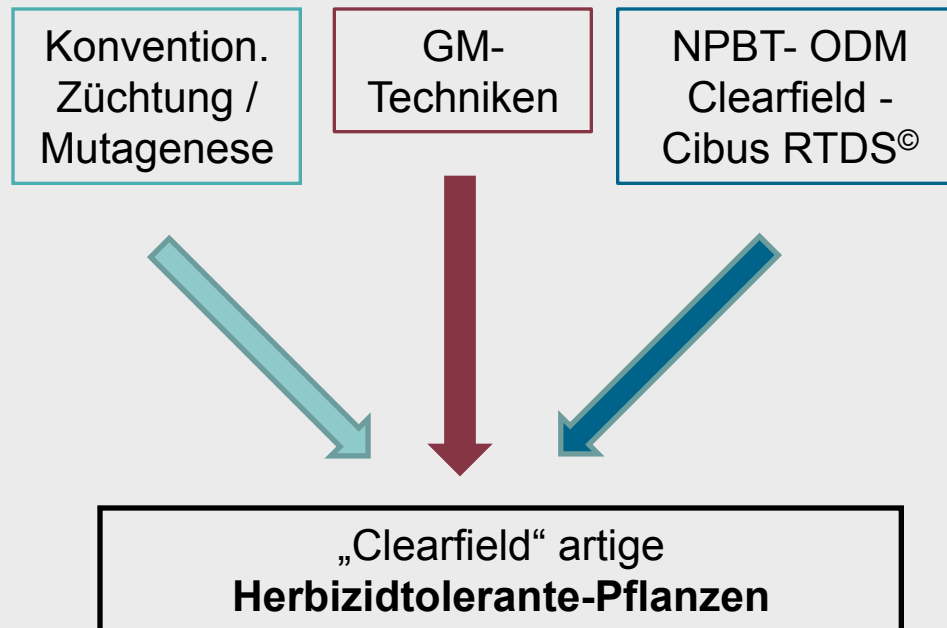 Konvention.
Züchtung /
Mutagenese
GM-
Techniken
NPBT- ODM
Clearfield -
Cibus RTDS©
„Clearfield“ artige
Herbizidtolerante-Pflanzen